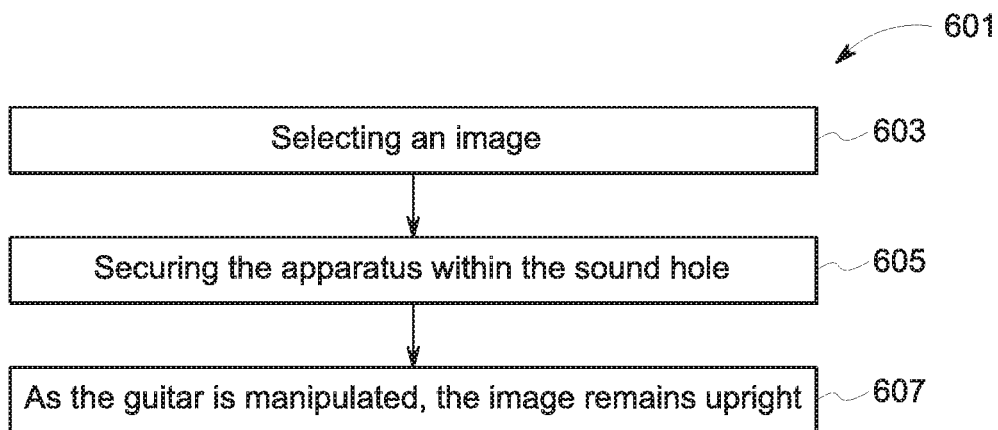 601
Selecting an image
603
Securing the apparatus within the sound hole
605
As the guitar is manipulated, the image remains upright
607